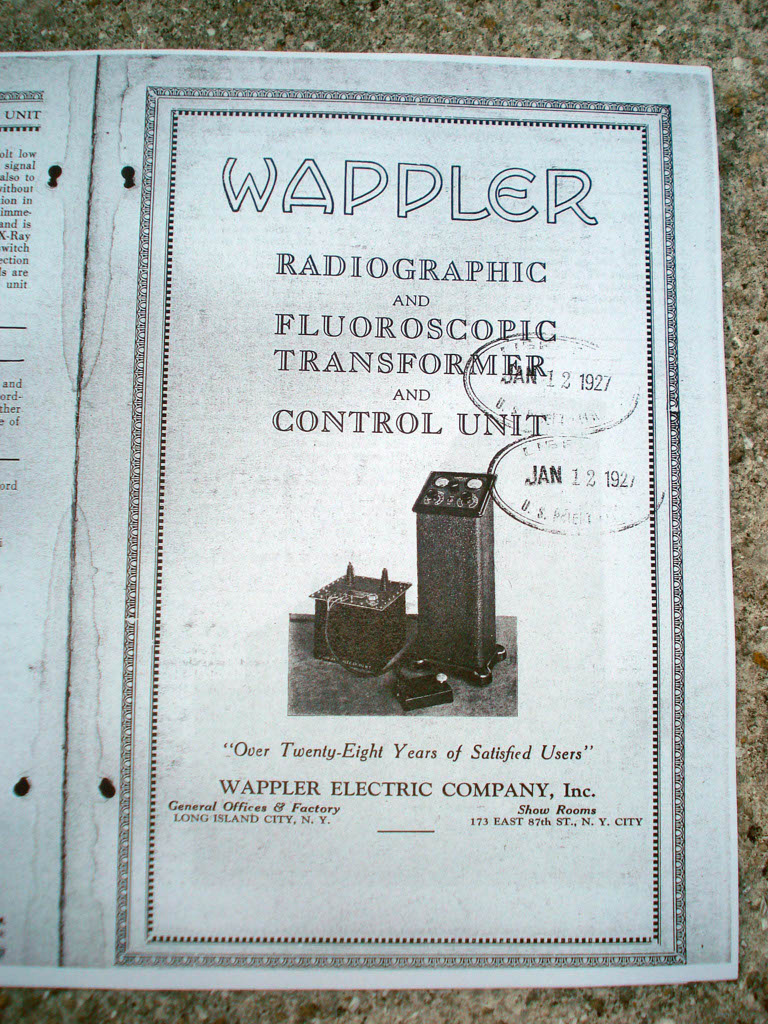 UNIT
olt low
signal
also to
without
ion in
imme-
and is
X-Ray
witch
ection
ls are
unit
and
ord-
ther
e of
ord
WAPPLER
RADIOGRAPHIC
AND
FLUOROSCOPIC
TRANSFORMER
AND
CONTROL UNIT
JAN 12 1927
JAN 12 1927
U. S.
"Over Twenty-Eight Years of Satisfied Users"
WAPPLER ELECTRIC COMPANY, Inc.
General Offices & Factory
LONG ISLAND CITY, N. Y.
Show Rooms
173 EAST 87th ST., N. Y. CITY